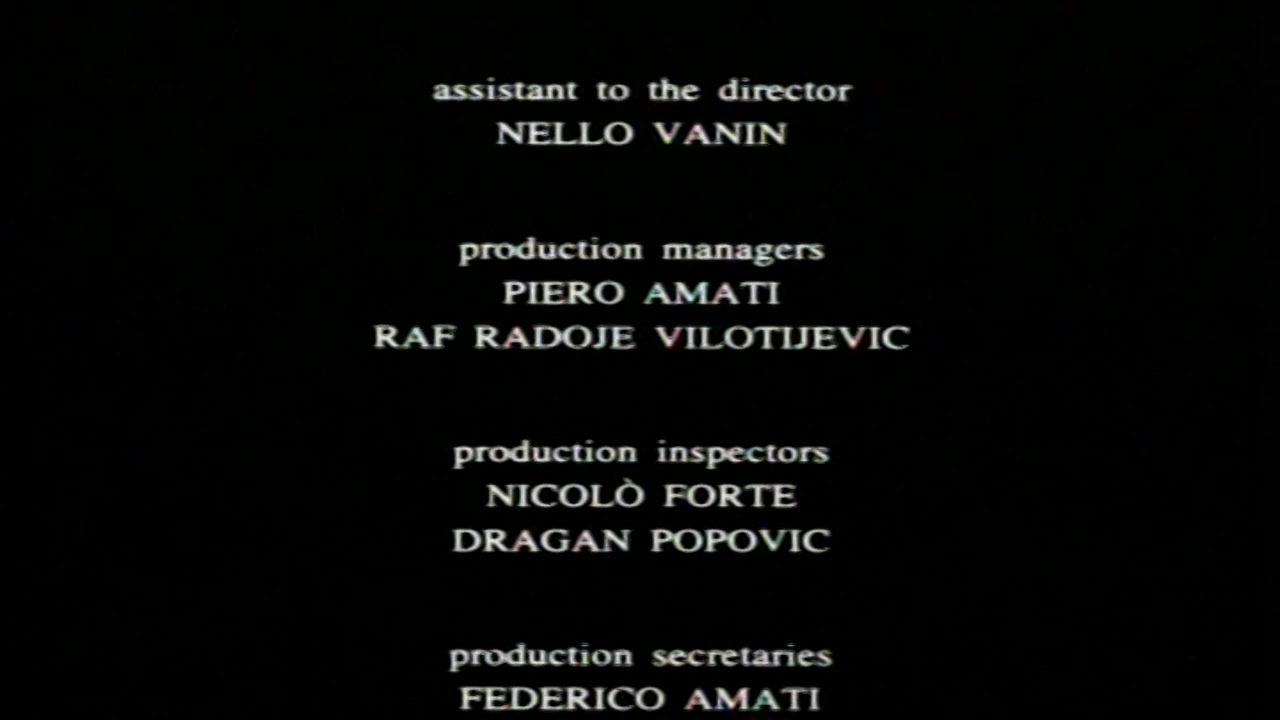 assistant to the director
NELLO VANIN
production managers
PIERO AMATI
RAF RADOJE VILOTIJEVIC
production inspectors
NICOLÒ FORTE
DRAGAN POPOVIC
production secretaries
FEDERICO AMATI